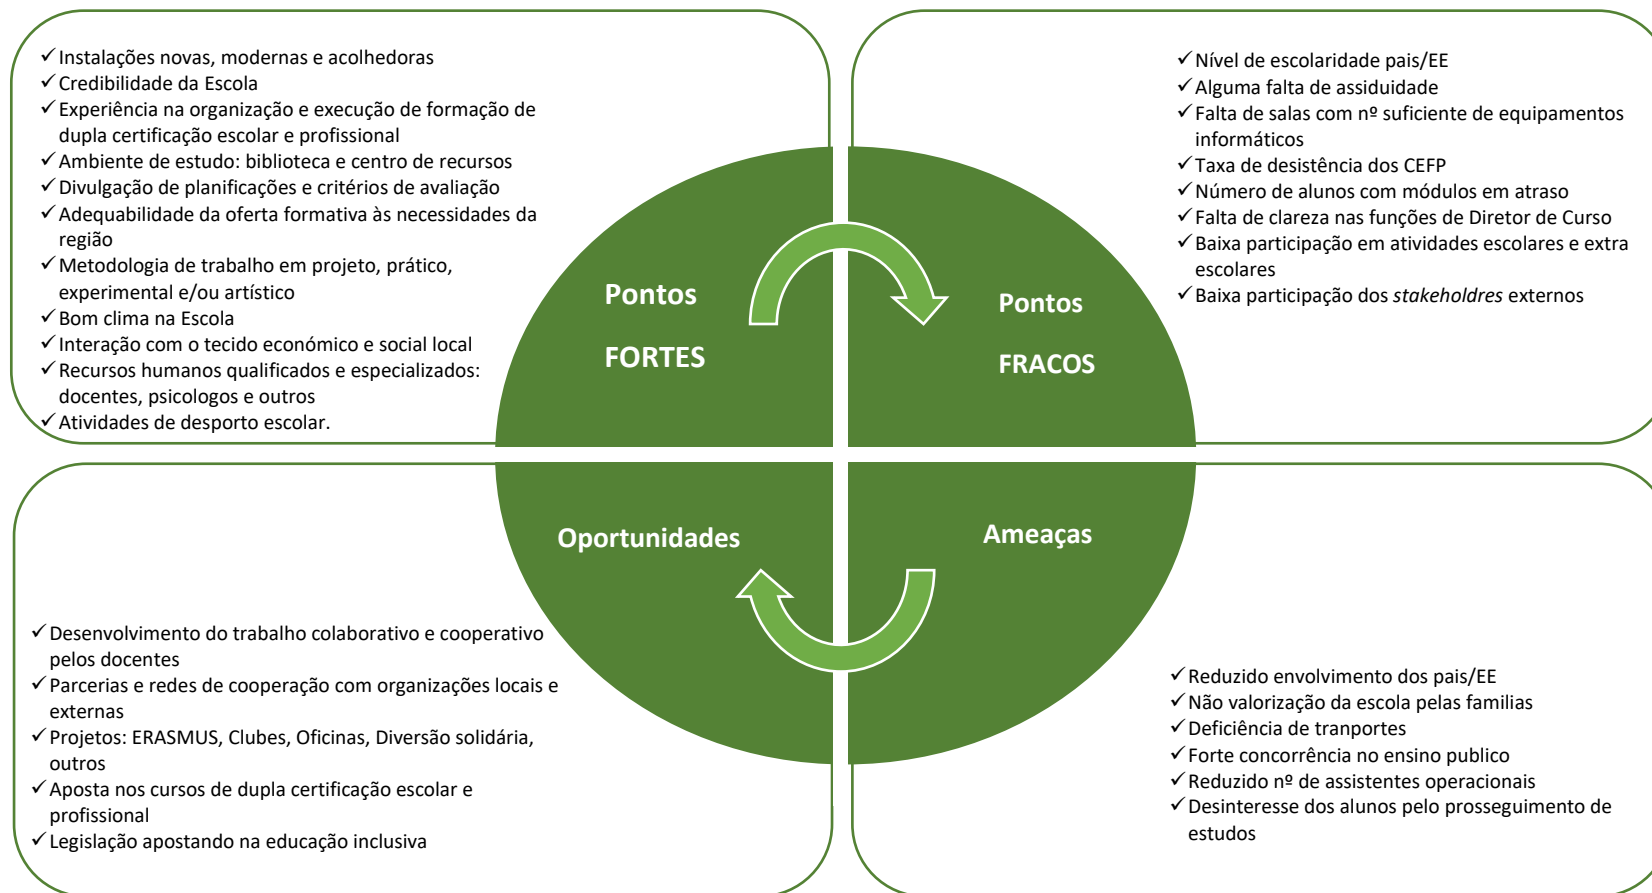 ✓Instalações novas, modernas e acolhedoras
✓Credibilidade da Escola
✓Experiência na organização e execução de formação de
dupla certificação escolar e profissional
✓Ambiente de estudo: biblioteca e centro de recursos
✓Divulgação de planificações e critérios de avaliação
✓Adequabilidade da oferta formativa às necessidades da
região
✓Metodologia de trabalho em projeto, prático,
experimental e/ou artístico
✓Bom clima na Escola
✓Interação com o tecido económico e social local
✓Recursos humanos qualificados e especializados:
docentes, psicologos e outros
✓Atividades de desporto escolar.
Pontos
FORTES
✓Nível de escolaridade pais/EE
✓Alguma falta de assiduidade
✓Falta de salas com nº suficiente de equipamentos
informáticos
✓Taxa de desistência dos CEFP
✓Número de alunos com módulos em atraso
✓Falta de clareza nas funções de Diretor de Curso
✓Baixa participação em atividades escolares e extra
escolares
✓Baixa participação dos stakeholdres externos
Pontos
FRACOS
Oportunidades
✓Desenvolvimento do trabalho colaborativo e cooperativo
pelos docentes
✓Parcerias e redes de cooperação com organizações locais e
externas
✓Projetos: ERASMUS, Clubes, Oficinas, Diversão solidária,
outros
✓Aposta nos cursos de dupla certificação escolar e
profissional
✓Legislação apostando na educação inclusiva
Ameaças
✓Reduzido envolvimento dos pais/EE
✓Não valorização da escola pelas familias
✓Deficiência de tranportes
✓Forte concorrência no ensino publico
✓Reduzido nº de assistentes operacionais
✓Desinteresse dos alunos pelo prosseguimento de
estudos